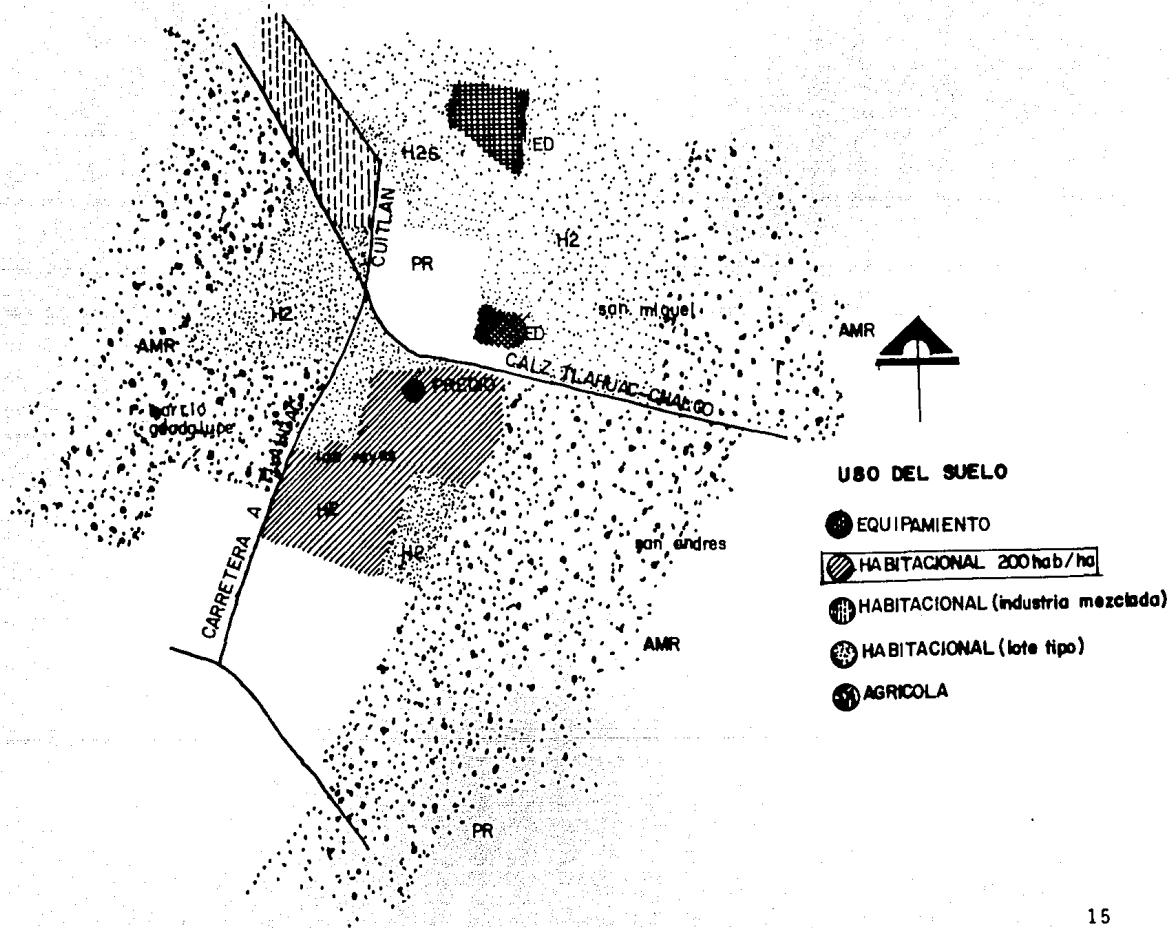 ED
H26
CUITLAN
H2
PR
san miguel
H2
ED
AMR
AMR
CALZ. TLAHUAC-CHALCO
PREDIO
barrio
guadalupe
los reyes
H2
CARRETERA A
H2
san andres
AMR
PR
USO DEL SUELO
EQUIPAMIENTO
HABITACIONAL 200 hab/ha
HABITACIONAL (industria mezclada)
HABITACIONAL (lote tipo)
AGRICOLA
15